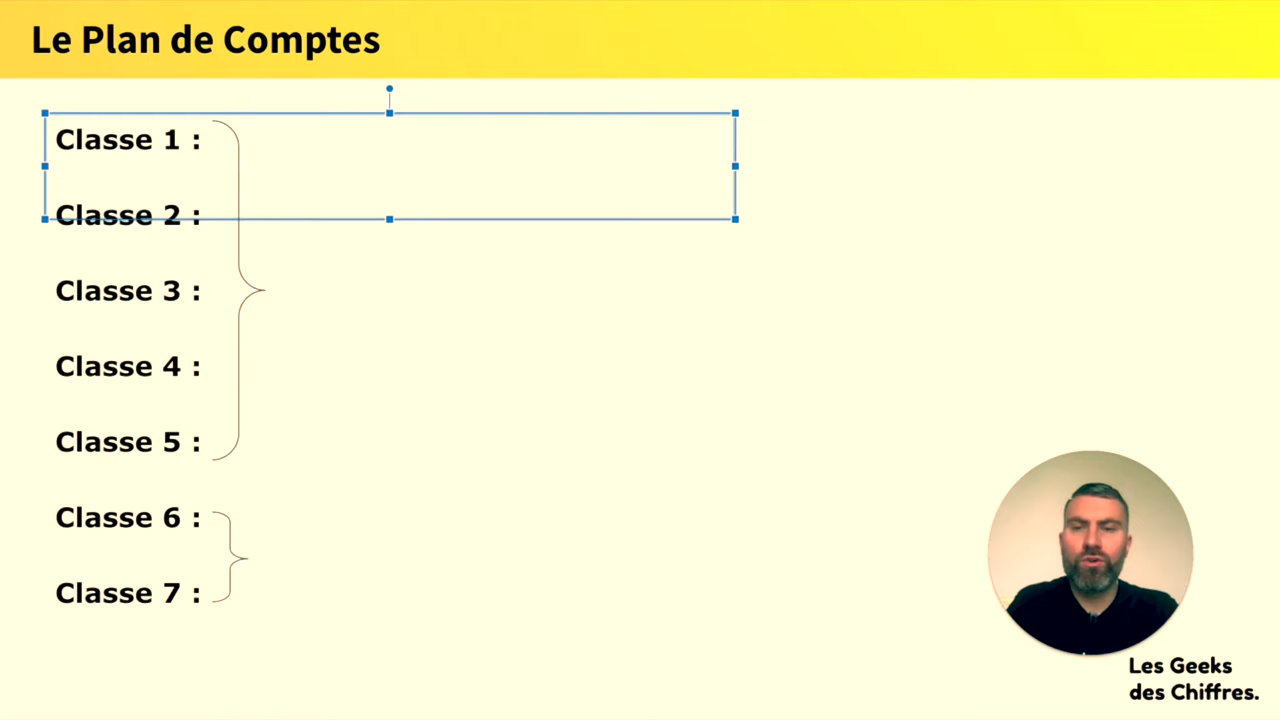 Le Plan de Comptes
Classe 1 :
Classe 2 :
Classe 3 :
Classe 4 :
Classe 5 :
Classe 6 :
Classe 7 :
Les Geeks
des Chiffres.